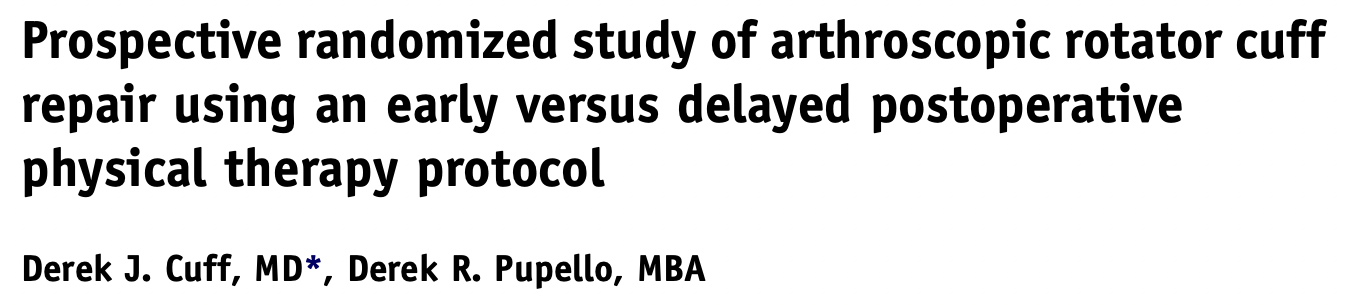 Prospective randomized study of arthroscopic rotator cuff
repair using an early versus delayed postoperative
physical therapy protocol
Derek J. Cuff, MD*, Derek R. Pupello, MBA